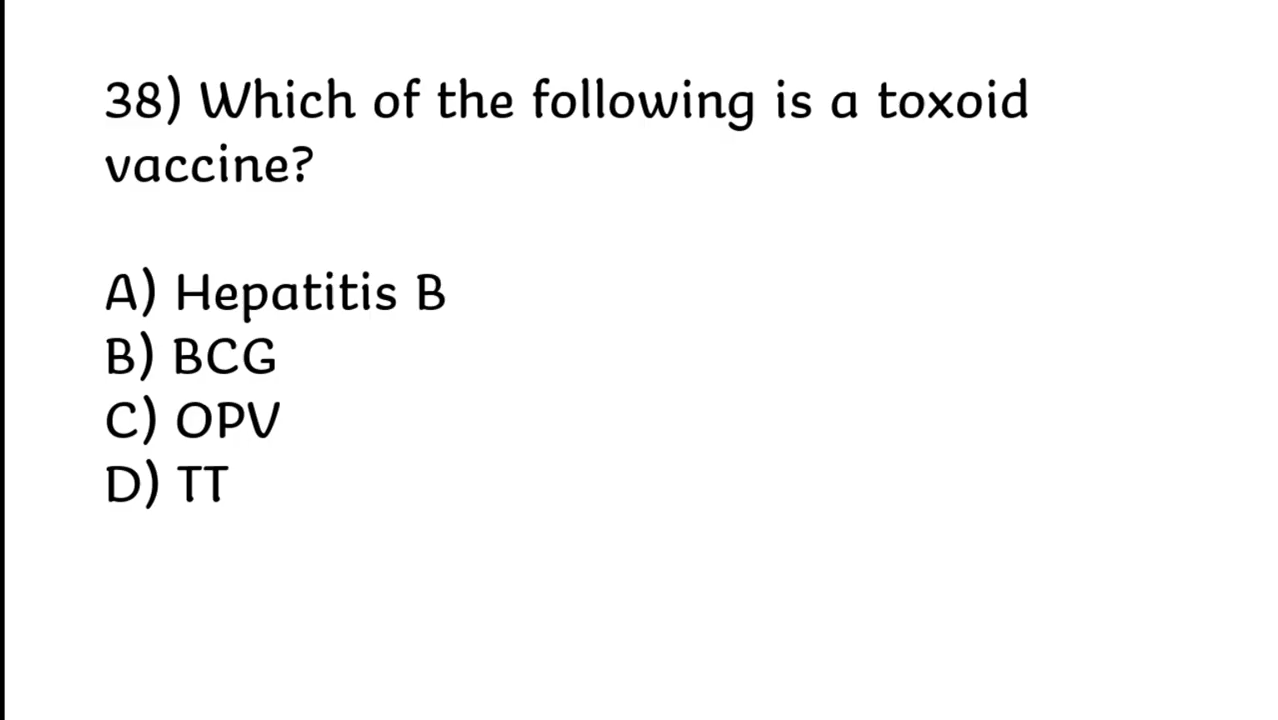 38) Which of the following is a toxoid
vaccine?
A) Hepatitis B
B) BCG
C) OPV
D) TT